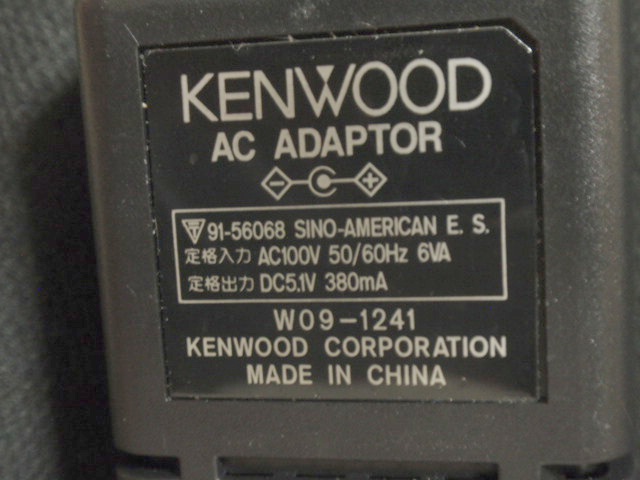 KENWOOD
AC ADAPTOR
91-56068 SINO-AMERICAN E. S.
定格入力 AC100V 50/60Hz 6VA
定格出力 DC5.1V 380mA
W09-1241
KENWOOD CORPORATION
MADE IN CHINA